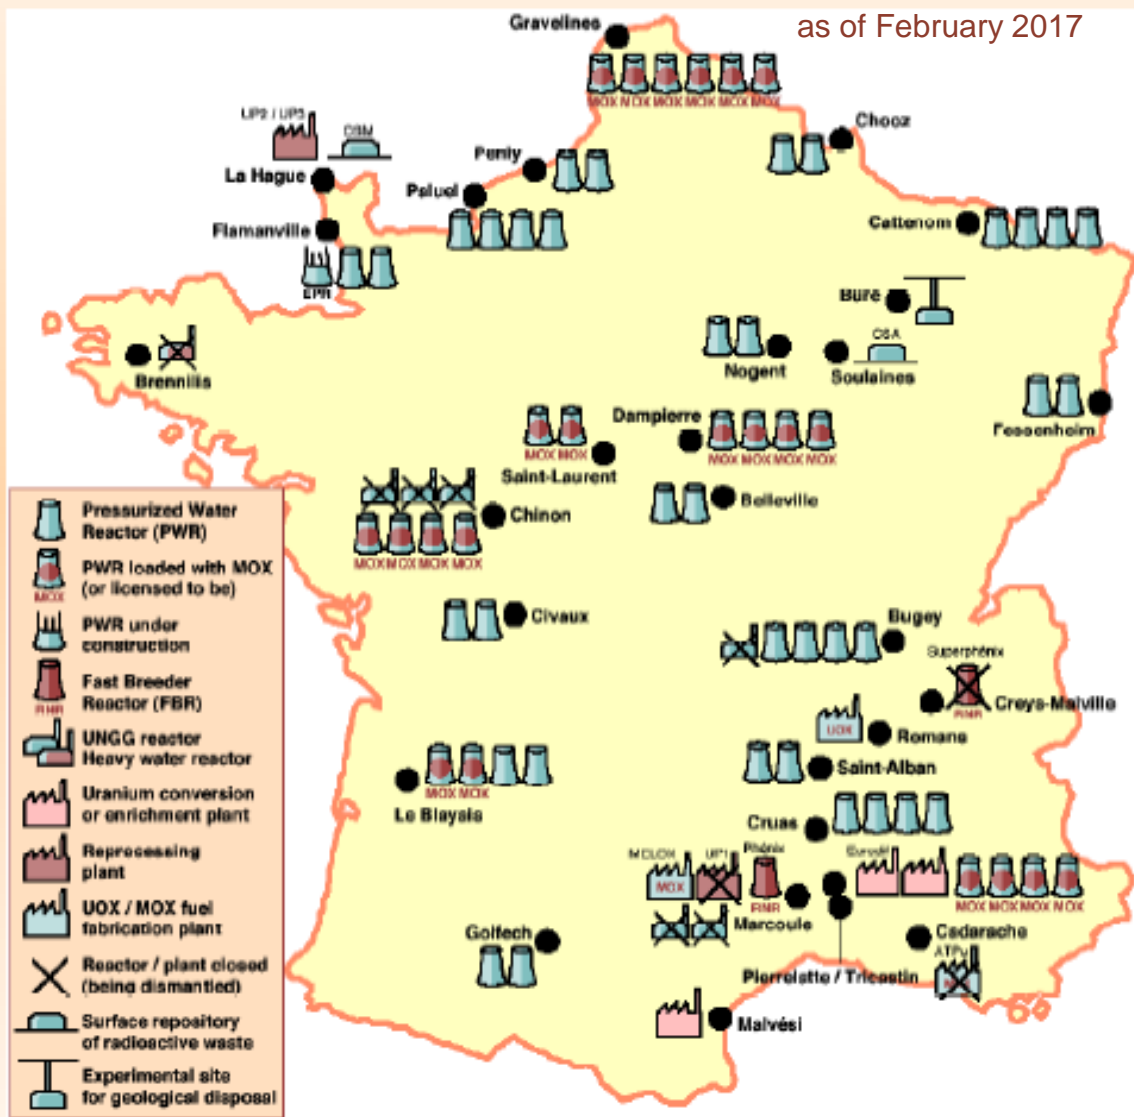 as of February 2017
Gravelines
MOX MOX MOX MOX MOX MOX
Chooz
UP2 / UP3
CSM
La Hague
Penly
Paluel
Flamanville
EPR
Cattenom
Bure
CSA
Soulaines
Nogent
Brennilis
Fessenheim
Dampierre
MOX MOX MOX MOX
MOX MOX
Saint-Laurent
Belleville
Chinon
MOX MOX MOX MOX
Civaux
Bugey
Superphénix
RNR
Creys-Malville
UOX
Romans
Saint-Alban
MOX MOX
Le Blayais
Cruas
MELOX
MOX
UP1
Phénix
RNR
Marcoule
Eurodif
MOX MOX MOX MOX
Golfech
Cadarache
ATPu
Pierrelatte / Tricastin
Malvési
Pressurized Water
Reactor (PWR)
PWR loaded with MOX
(or licensed to be)
MOX
PWR under
construction
Fast Breeder
Reactor (FBR)
RNR
UNGG reactor
Heavy water reactor
Uranium conversion
or enrichment plant
Reprocessing
plant
UOX / MOX fuel
fabrication plant
Reactor / plant closed
(being dismantled)
Surface repository
of radioactive waste
Experimental site
for geological disposal